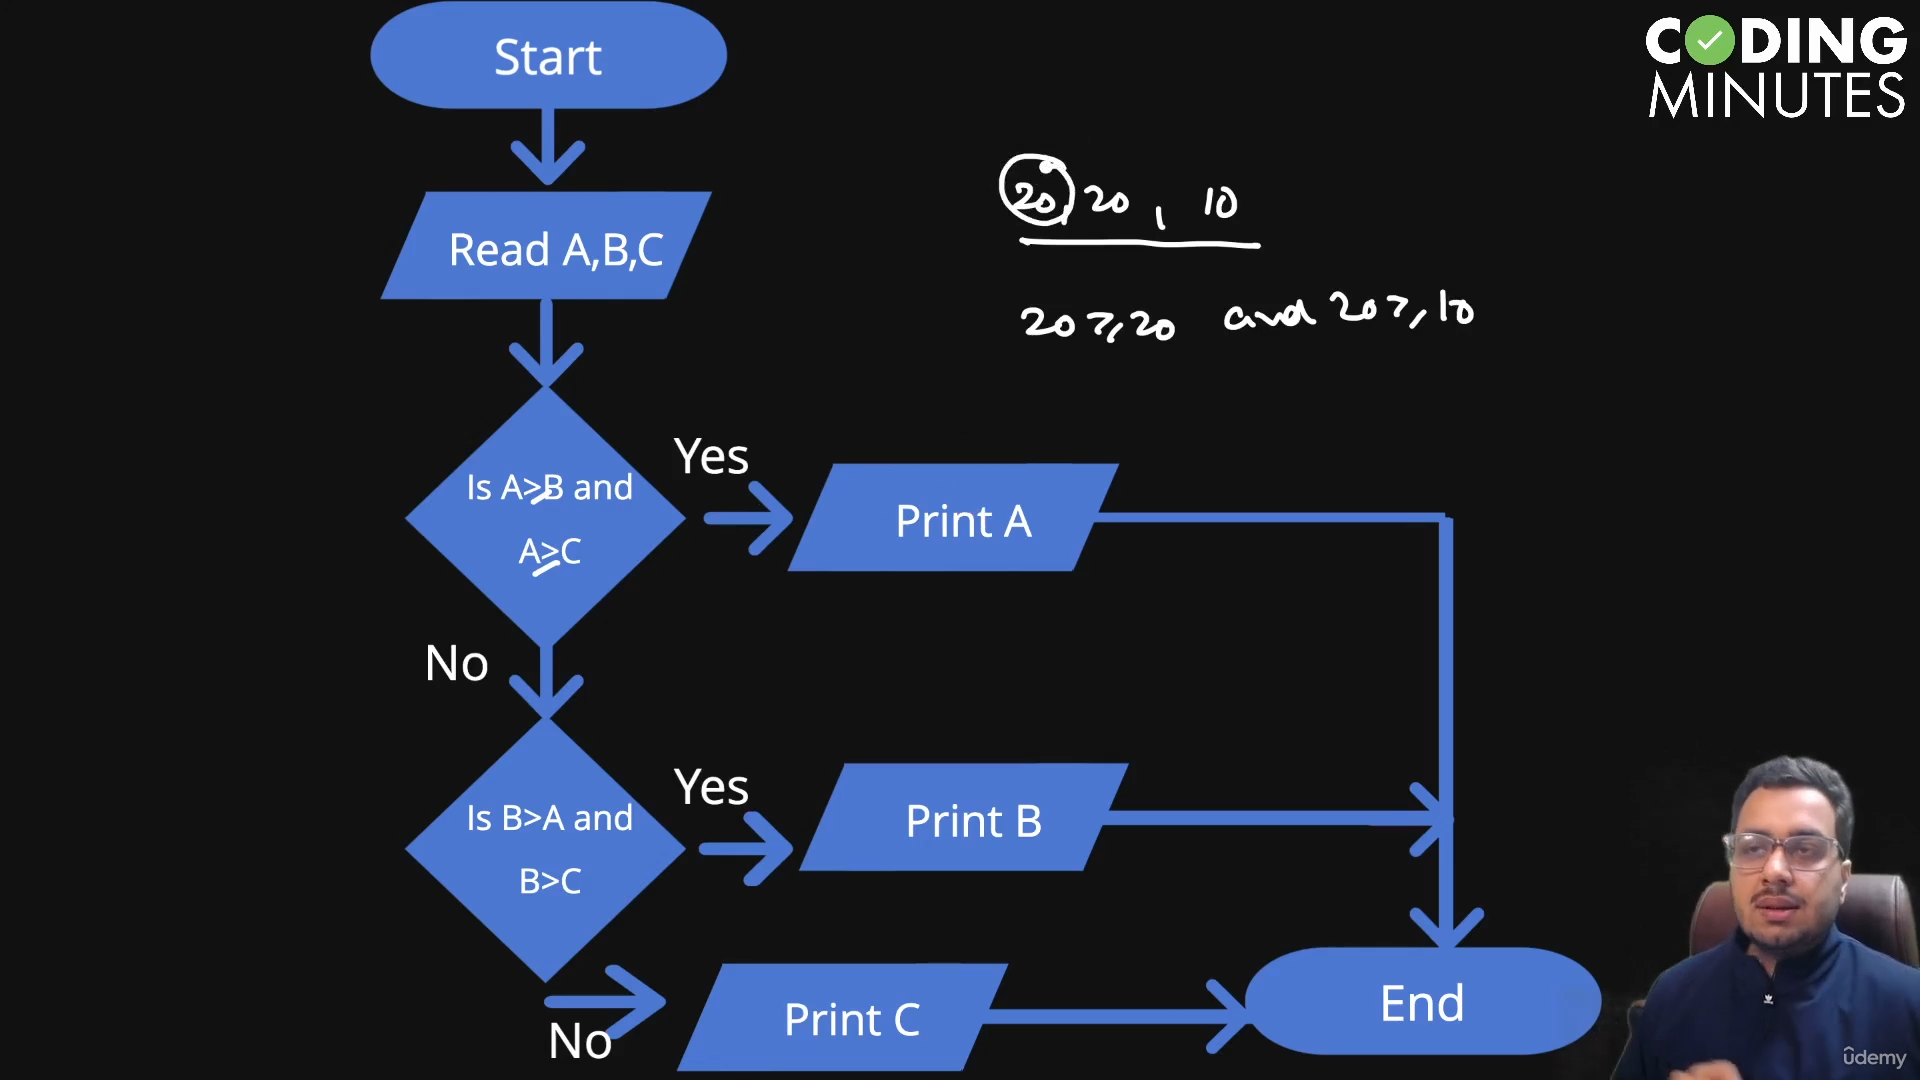 Start
CODING
MINUTES
20, 20, 10
Read A,B,C
20 ≥ 20 and 20 ≥ 10
Yes
Is A≥B and
A≥C
Print A
No
Yes
Is B>A and
B>C
Print B
No
Print C
End
ûdemy